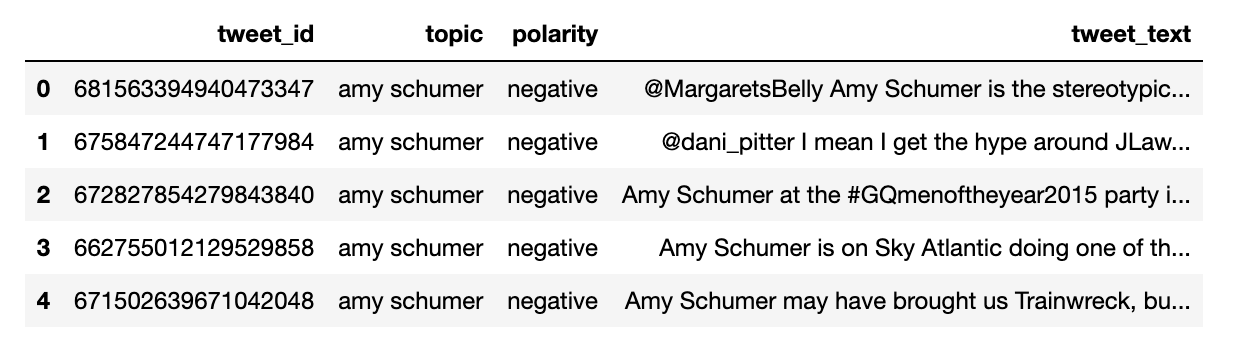 tweet_id topic polarity tweet_text
0 681563394940473347 amy schumer negative @MargaretsBelly Amy Schumer is the stereotypic...
1 675847244747177984 amy schumer negative @dani_pitter I mean I get the hype around JLaw...
2 672827854279843840 amy schumer negative Amy Schumer at the #GQmenoftheyear2015 party i...
3 662755012129529858 amy schumer negative Amy Schumer is on Sky Atlantic doing one of th...
4 671502639671042048 amy schumer negative Amy Schumer may have brought us Trainwreck, bu...